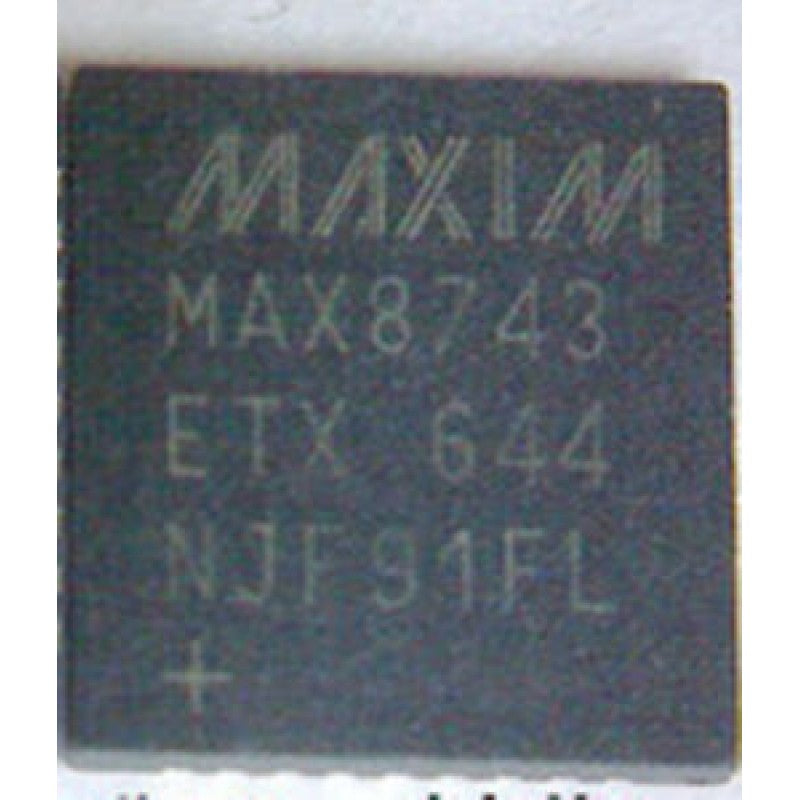 MAXIM
MAX8743
ETX 644
NJF91FL
+